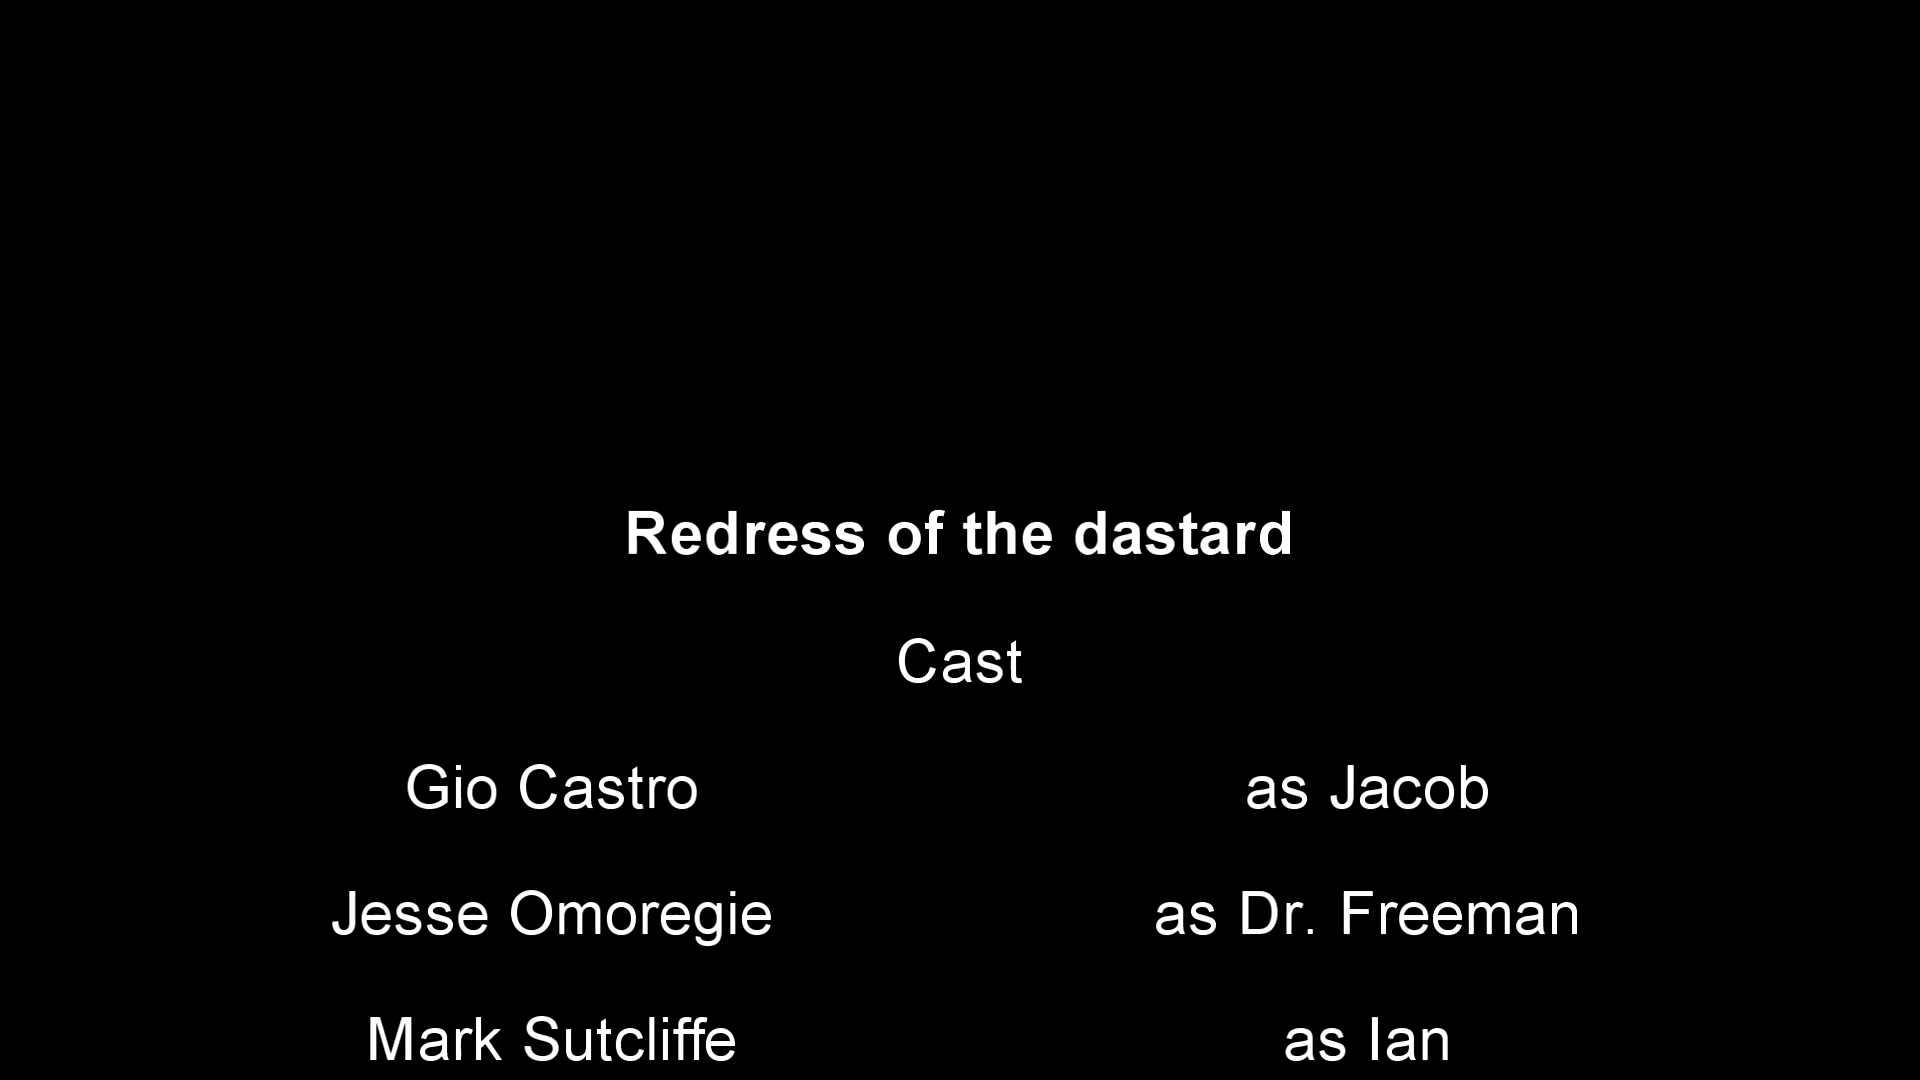 Redress of the dastard
Cast
Gio Castro as Jacob
Jesse Omoregie as Dr. Freeman
Mark Sutcliffe as Ian